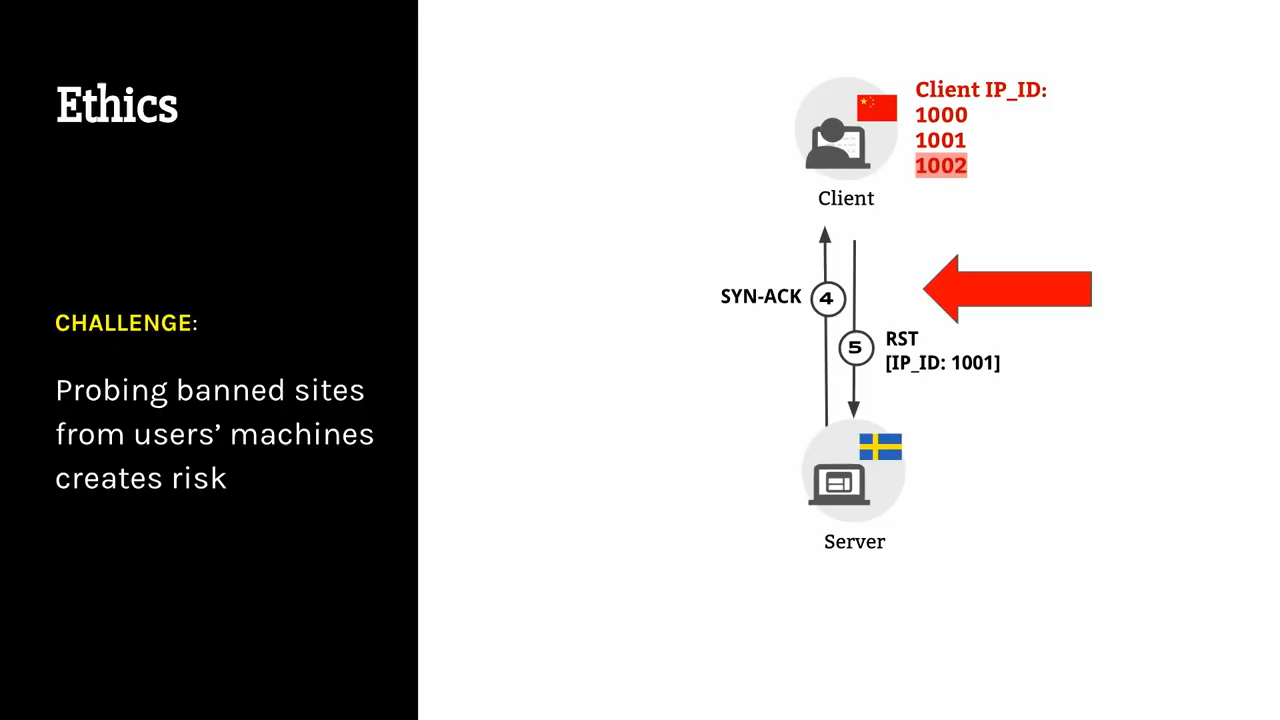 Ethics
CHALLENGE:
Probing banned sites
from users’ machines
creates risk
Client IP_ID:
1000
1001
1002
Client
SYN-ACK
4
5
RST
[IP_ID: 1001]
Server